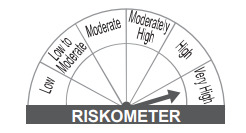 Low
Low to
Moderate
Moderate
Moderately
High
High
Very High
RISKOMETER